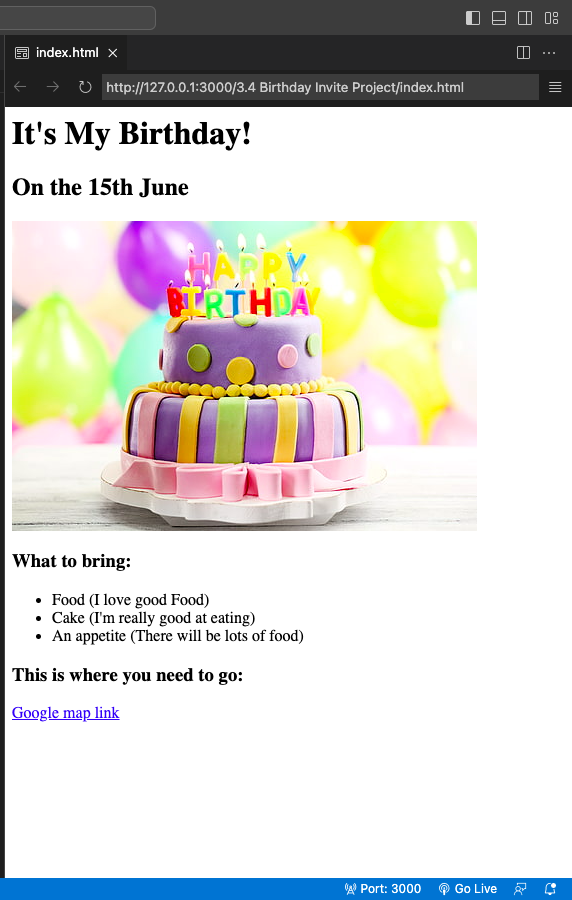 index.html
http://127.0.0.1:3000/3.4 Birthday Invite Project/index.html
It's My Birthday!
On the 15th June
HAPPY
BIRTHDAY
What to bring:
Food (I love good Food)
Cake (I'm really good at eating)
An appetite (There will be lots of food)
This is where you need to go:
Google map link
Port: 3000 Go Live